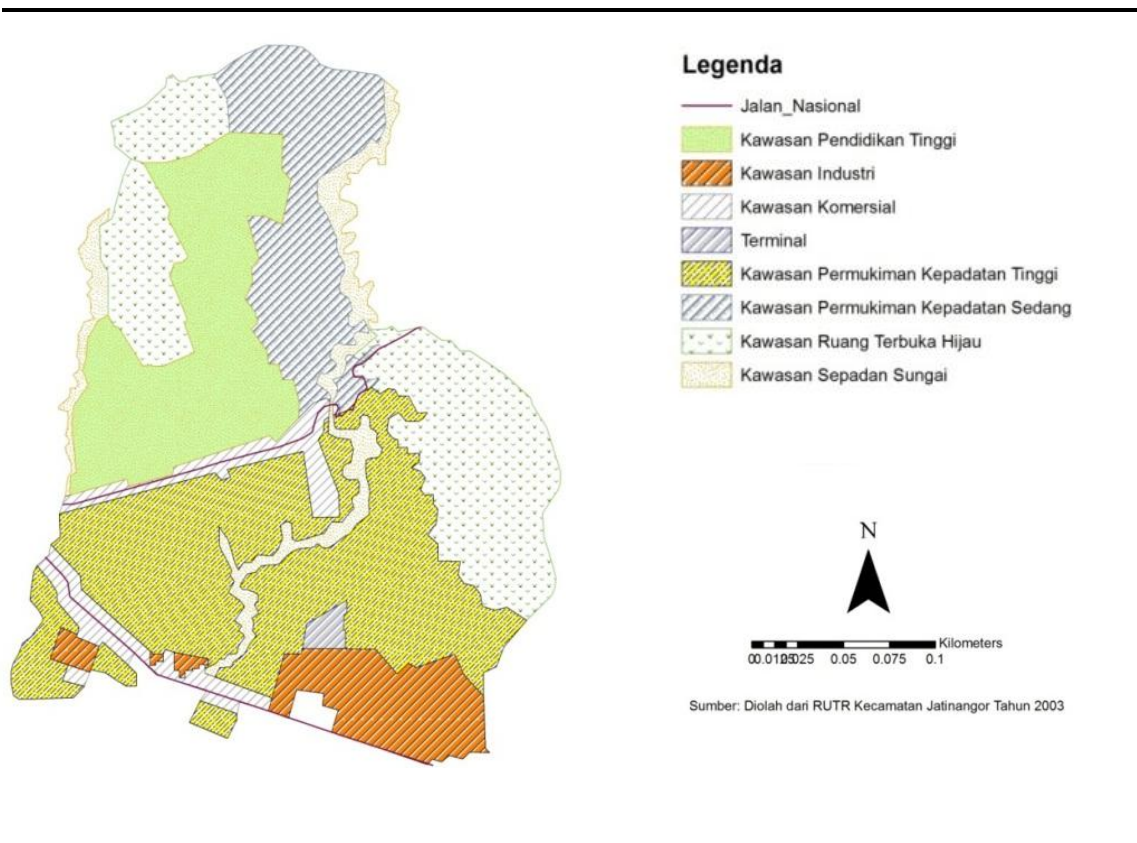 Legenda
Jalan_Nasional
Kawasan Pendidikan Tinggi
Kawasan Industri
Kawasan Komersial
Terminal
Kawasan Permukiman Kepadatan Tinggi
Kawasan Permukiman Kepadatan Sedang
Kawasan Ruang Terbuka Hijau
Kawasan Sepadan Sungai
N
Kilometers
0.05 0.075 0.1
Sumber: Diolah dari RUTR Kecamatan Jatinangor Tahun 2003